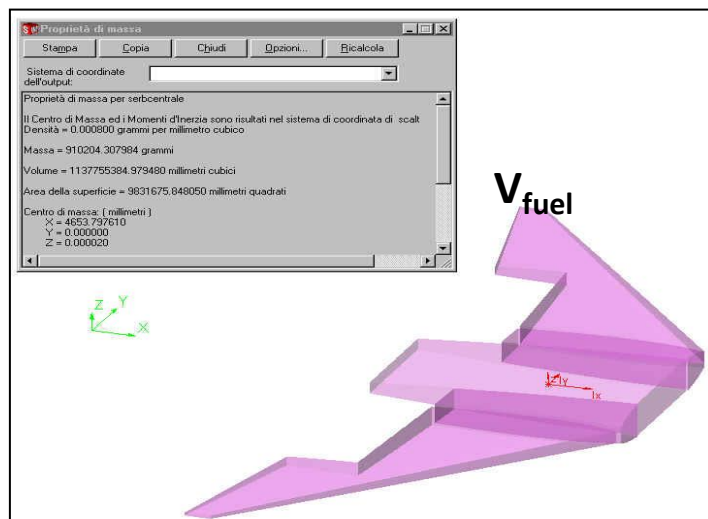 Proprietà di massa
Stampa Copia Chiudi Opzioni... Ricalcola
Sistema di coordinate
dell'output:
Proprietà di massa per serbcentrale
Il Centro di Massa ed i Momenti d'Inerzia sono risultati nel sistema di coordinata di scalt
Densità = 0.000800 grammi per millimetro cubico
Massa = 910204.307984 grammi
Volume = 1137755384.979480 millimetri cubici
Area della superficie = 9831675.848050 millimetri quadrati
Centro di massa: ( millimetri )
X = 4653.797610
Y = 0.000000
Z = 0.000020
Vfuel
Z Y
X
Iy
Ix